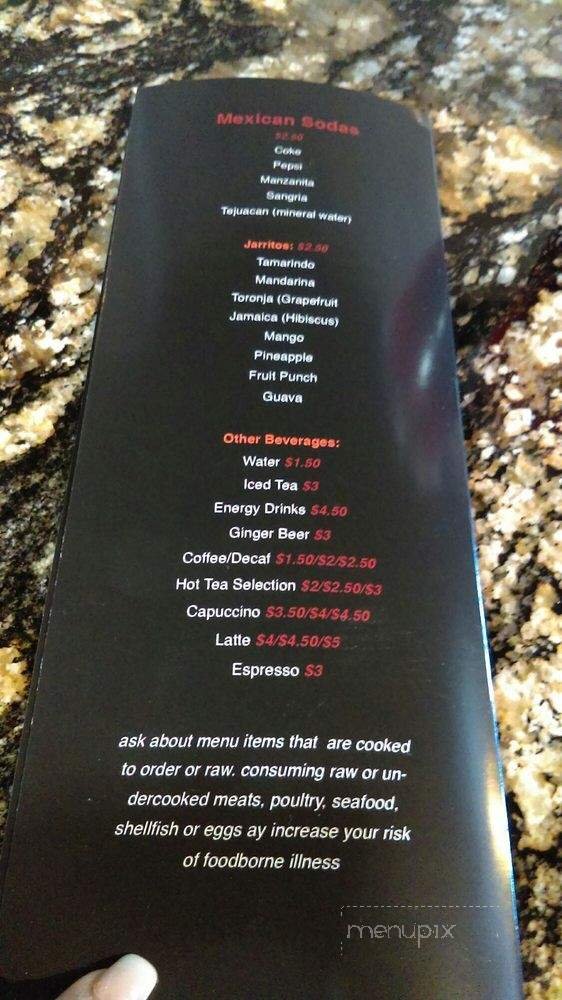 Mexican Sodas
$2.50
Coke
Pepsi
Manzanita
Sangria
Tejuacan (mineral water)
Jarritos: $2.50
Tamarindo
Mandarina
Toronja (Grapefruit
Jamaica (Hibiscus)
Mango
Pineapple
Fruit Punch
Guava
Other Beverages:
Water $1.50
Iced Tea $3
Energy Drinks $4.50
Ginger Beer $3
Coffee/Decaf $1.50/$2/$2.50
Hot Tea Selection $2/$2.50/$3
Capuccino $3.50/$4/$4.50
Latte $4/$4.50/$5
Espresso $3
ask about menu items that are cooked
to order or raw. consuming raw or un-
dercooked meats, poultry, seafood,
shellfish or eggs ay increase your risk
of foodborne illness
menupix